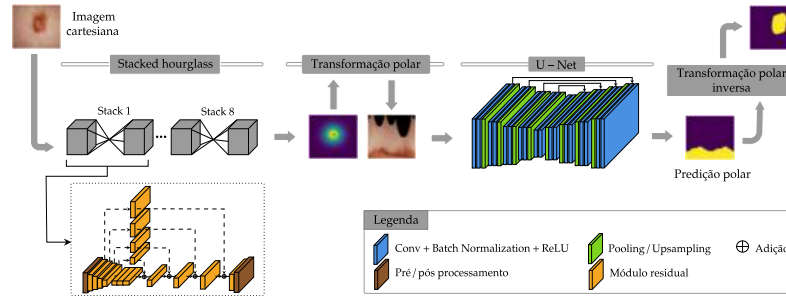 Imagem
cartesiana
Stacked hourglass
Stack 1
...
Stack 8
Transformação polar
U – Net
Transformação polar
inversa
Predição polar
Legenda
Conv + Batch Normalization + ReLU
Pooling / Upsampling
Adição
Pré / pós processamento
Módulo residual